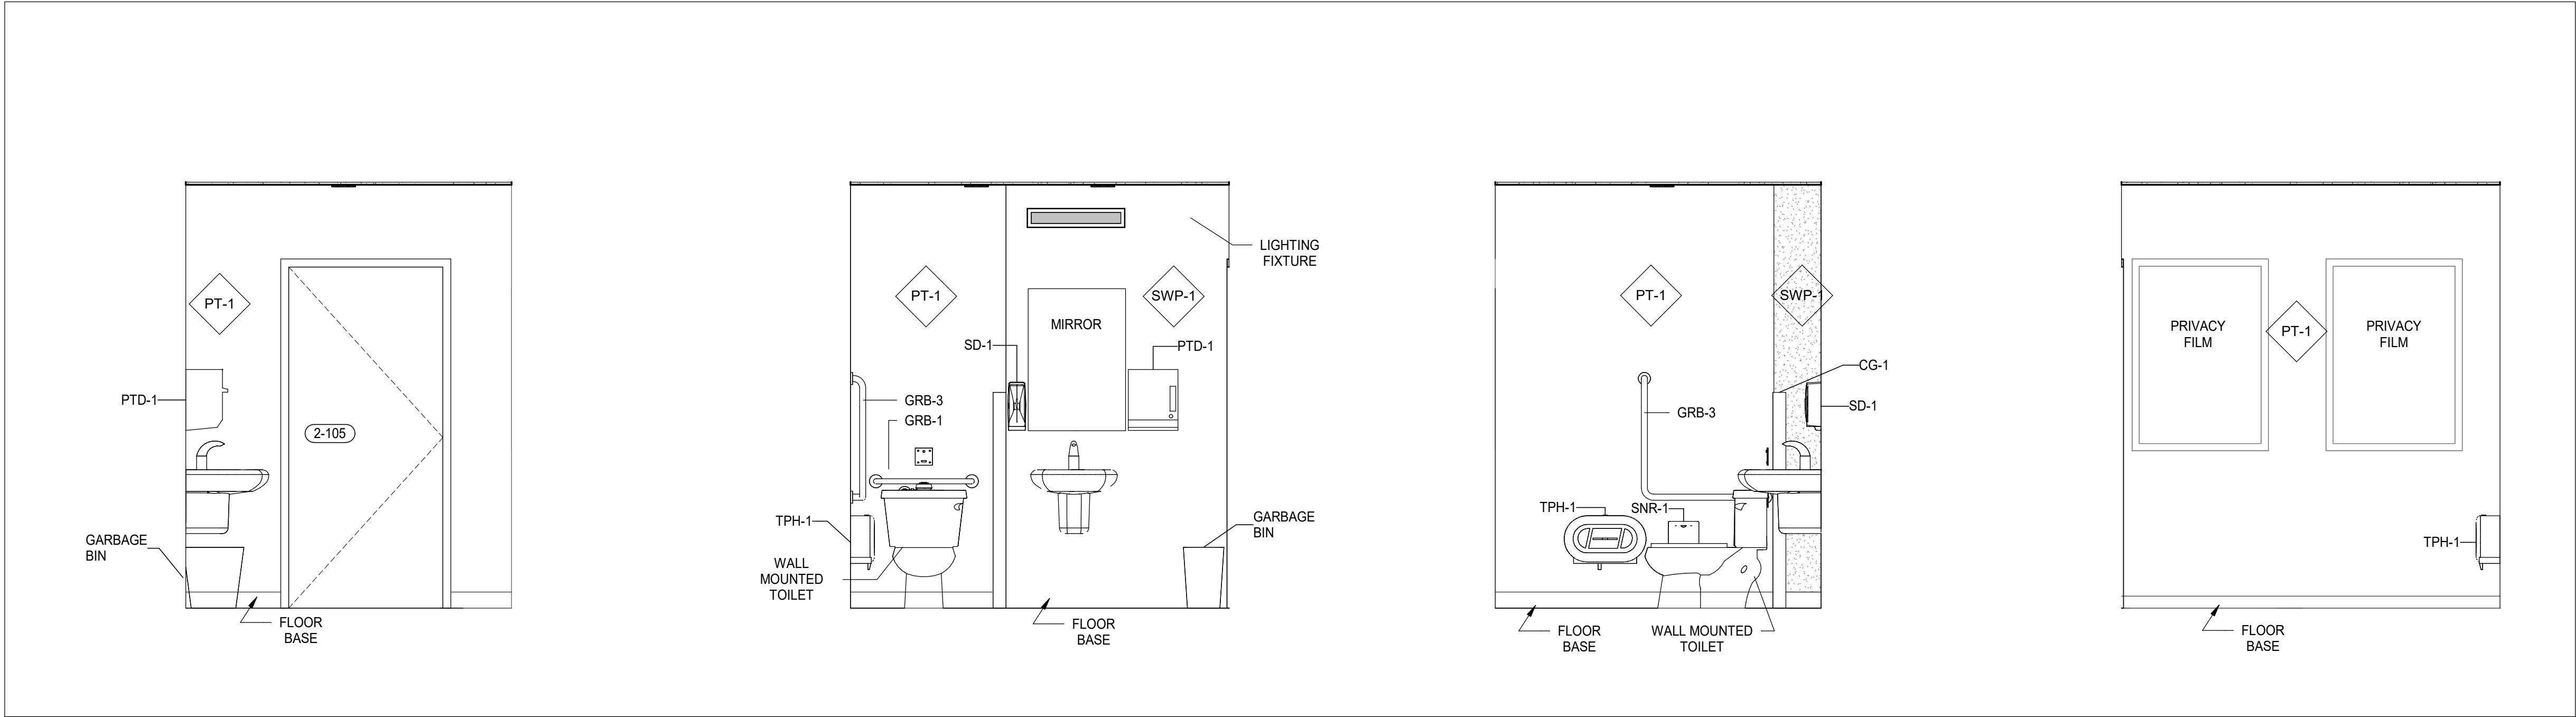 PT-1
PTD-1
2-105
GARBAGE
BIN
FLOOR
BASE
LIGHTING
FIXTURE
PT-1
SWP-1
MIRROR
SD-1
PTD-1
GRB-3
GRB-1
TPH-1
GARBAGE
BIN
WALL
MOUNTED
TOILET
FLOOR
BASE
PT-1
SWP-1
CG-1
SD-1
GRB-3
TPH-1
SNR-1
FLOOR
BASE
WALL MOUNTED
TOILET
PRIVACY
FILM
PT-1
PRIVACY
FILM
TPH-1
FLOOR
BASE